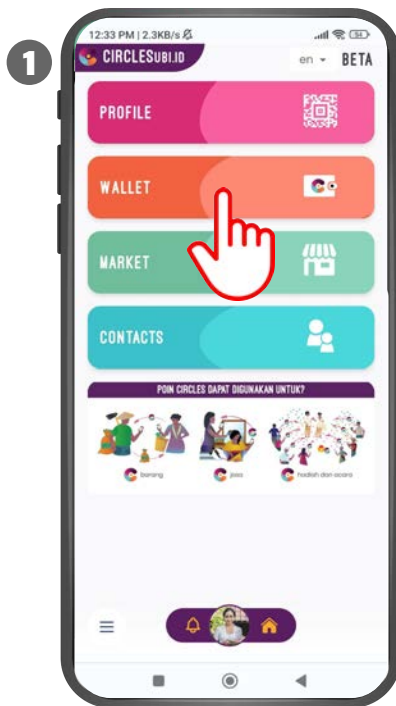 1
12:33 PM | 2.3KB/s
51
CIRCLESUBI.ID
en
BETA
PROFILE
WALLET
MARKET
CONTACTS
POIN CIRCLES DAPAT DIGUNAKAN UNTUK?
barang
jasa
hadiah dan acara